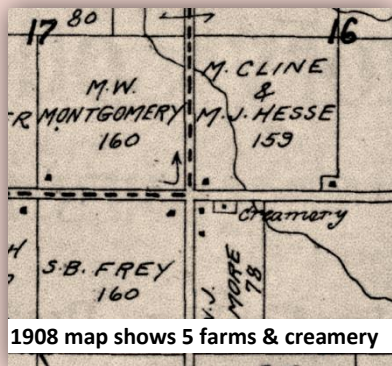 17 80 16
M.W. MONTGOMERY 160
M. CLINE & M.J. HESSE 159
Creamery
S.B. FREY 160
MORE 78
1908 map shows 5 farms & creamery